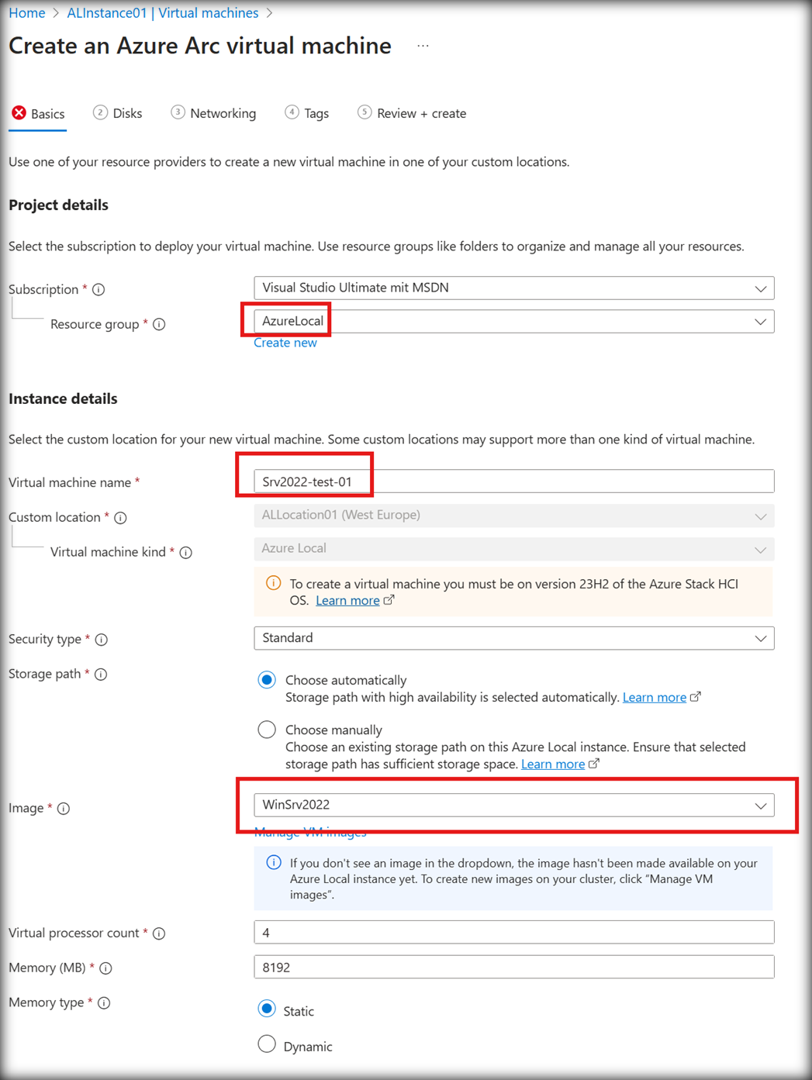 Home > ALInstance01 | Virtual machines >
Create an Azure Arc virtual machine ...
Basics 2 Disks 3 Networking 4 Tags 5 Review + create
Use one of your resource providers to create a new virtual machine in one of your custom locations.
Project details
Select the subscription to deploy your virtual machine. Use resource groups like folders to organize and manage all your resources.
Subscription * Visual Studio Ultimate mit MSDN
Resource group * AzureLocal
Create new
Instance details
Select the custom location for your new virtual machine. Some custom locations may support more than one kind of virtual machine.
Virtual machine name * Srv2022-test-01
Custom location * ALLocation01 (West Europe)
Virtual machine kind * Azure Local
To create a virtual machine you must be on version 23H2 of the Azure Stack HCI
OS. Learn more
Security type * Standard
Storage path * Choose automatically
Storage path with high availability is selected automatically. Learn more
Choose manually
Choose an existing storage path on this Azure Local instance. Ensure that selected
storage path has sufficient storage space. Learn more
Image * WinSrv2022
Manage VM images
If you don't see an image in the dropdown, the image hasn't been made available on your
Azure Local instance yet. To create new images on your cluster, click “Manage VM
images”.
Virtual processor count * 4
Memory (MB) * 8192
Memory type * Static
Dynamic